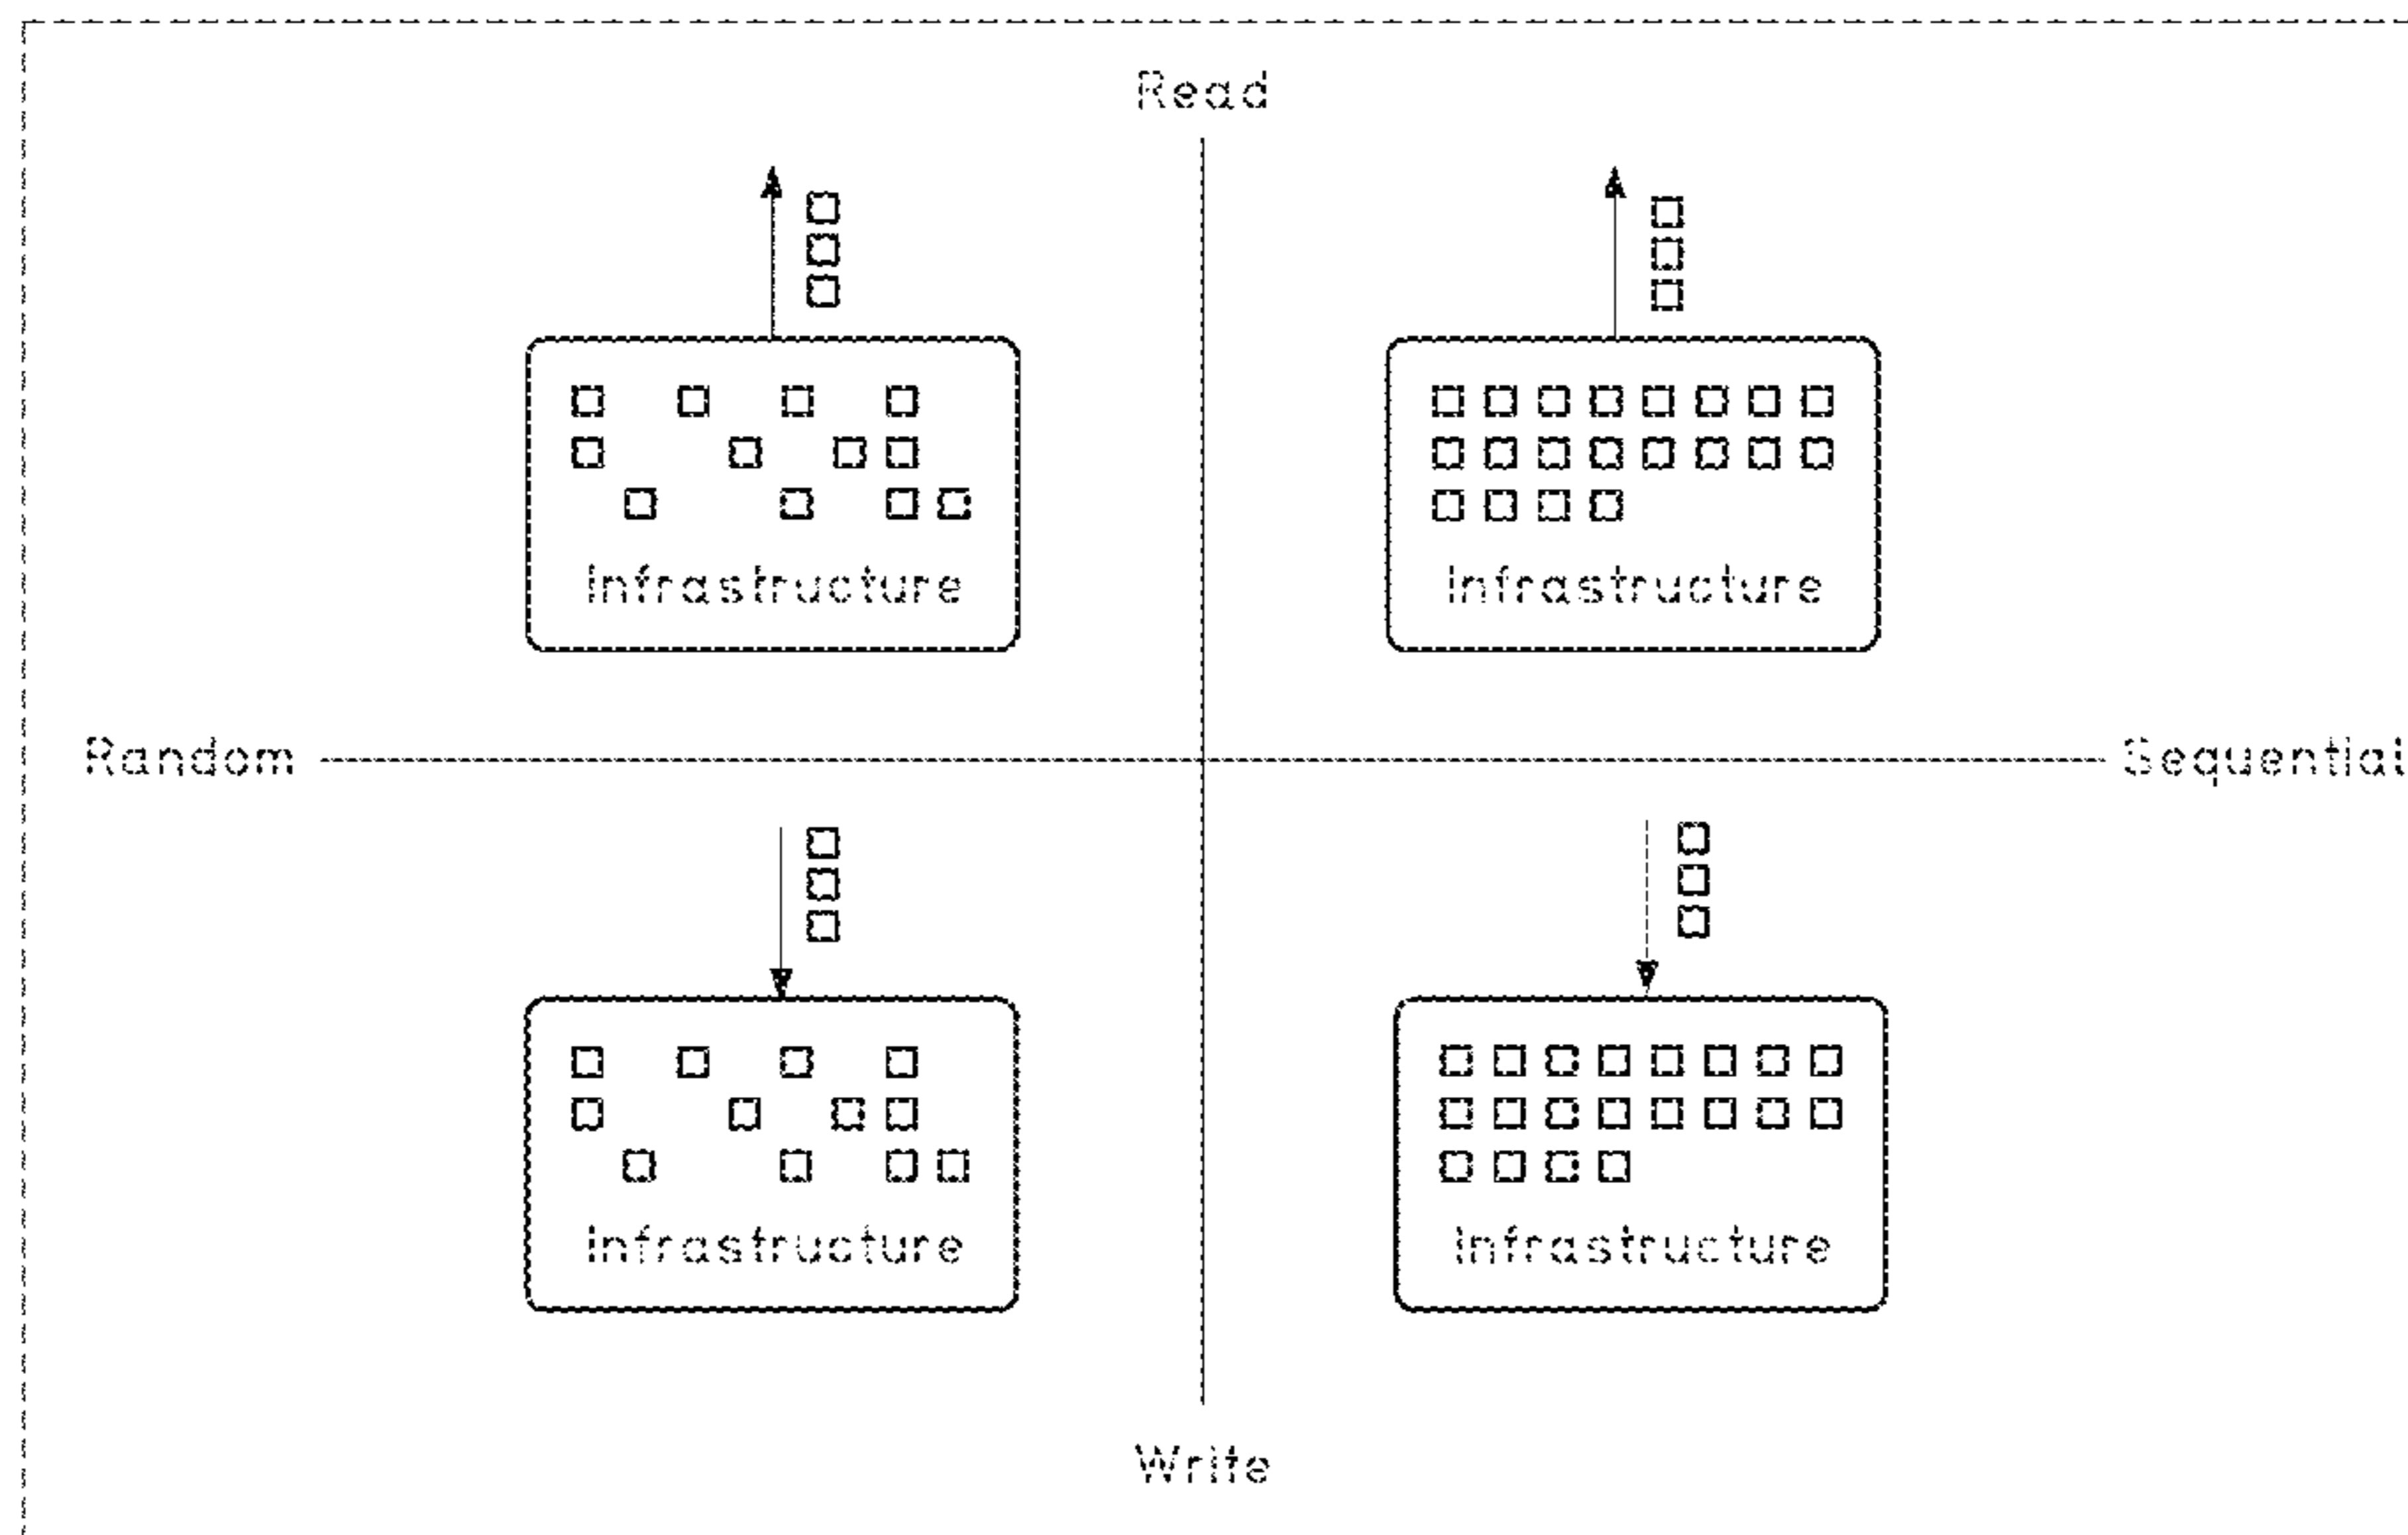 Read
Infrastructure
Infrastructure
Random
Sequential
Infrastructure
Infrastructure
Write